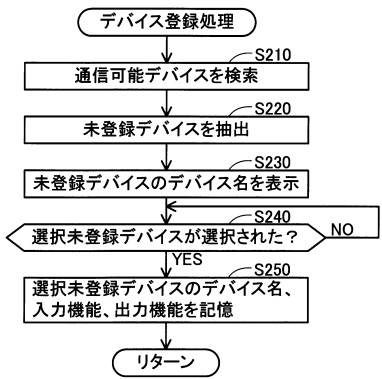 デバイス登録処理
S210
通信可能デバイスを検索
S220
未登録デバイスを抽出
S230
未登録デバイスのデバイス名を表示
S240
選択未登録デバイスが選択された？
NO
YES
S250
選択未登録デバイスのデバイス名、
入力機能、出力機能を記憶
リターン